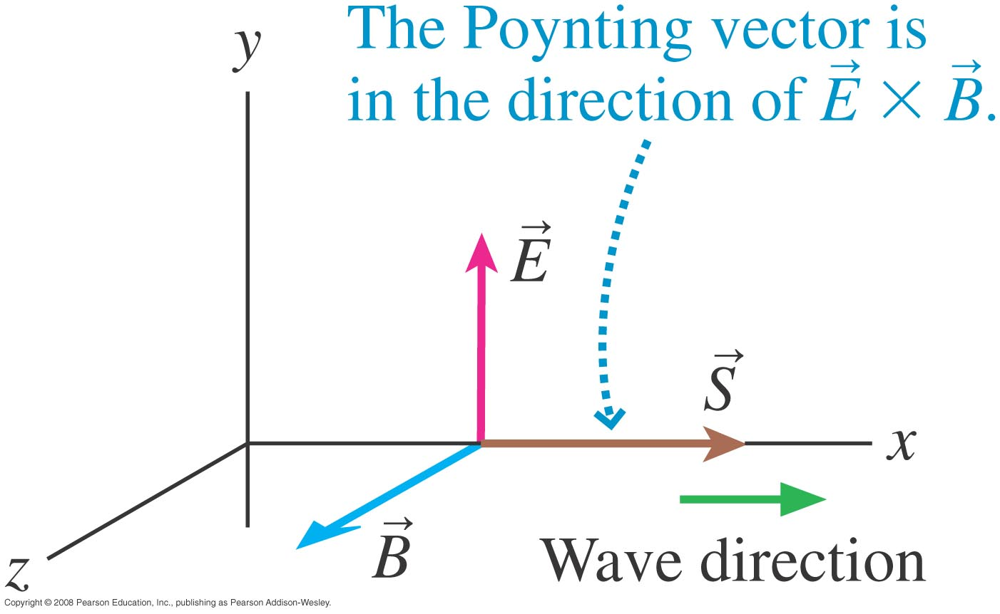 y
The Poynting vector is
in the direction of E⃗ × B⃗.
E⃗
S⃗
x
B⃗
Wave direction
z
Copyright © 2008 Pearson Education, Inc., publishing as Pearson Addison-Wesley.